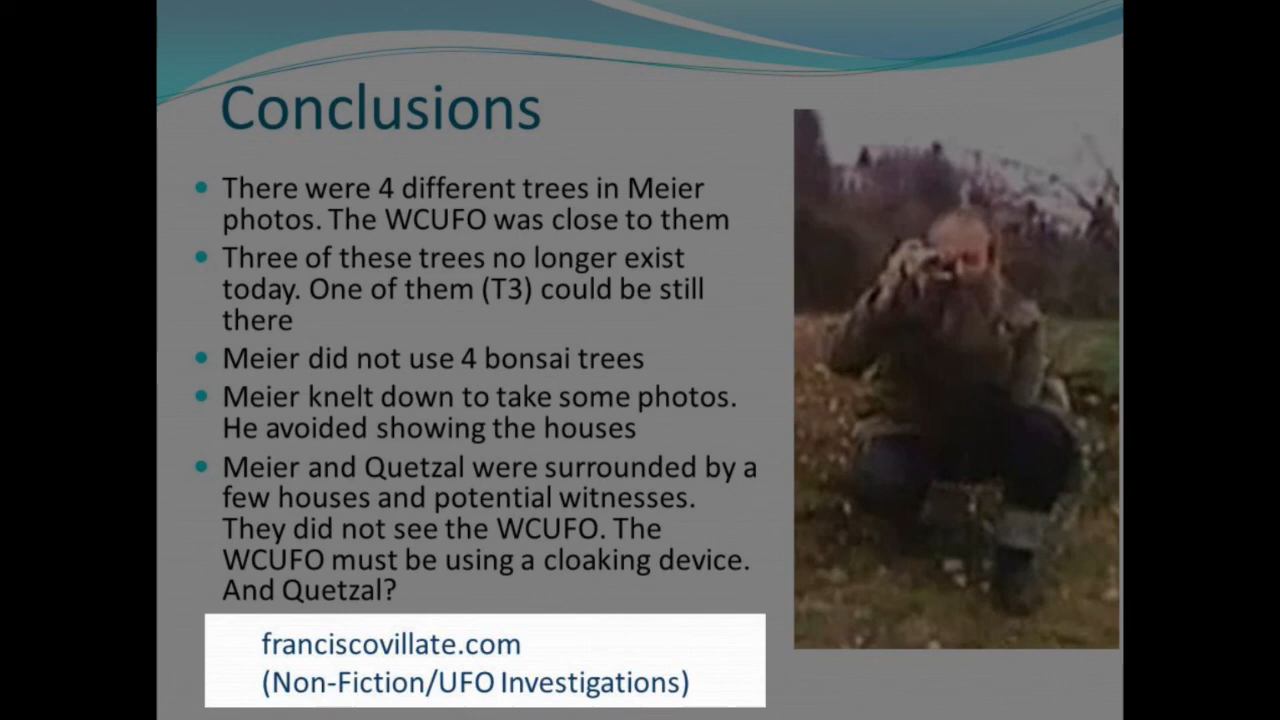 Conclusions
There were 4 different trees in Meier
photos. The WCUFO was close to them
Three of these trees no longer exist
today. One of them (T3) could be still
there
Meier did not use 4 bonsai trees
Meier knelt down to take some photos.
He avoided showing the houses
Meier and Quetzal were surrounded by a
few houses and potential witnesses.
They did not see the WCUFO. The
WCUFO must be using a cloaking device.
And Quetzal?
franciscovillate.com
(Non-Fiction/UFO Investigations)